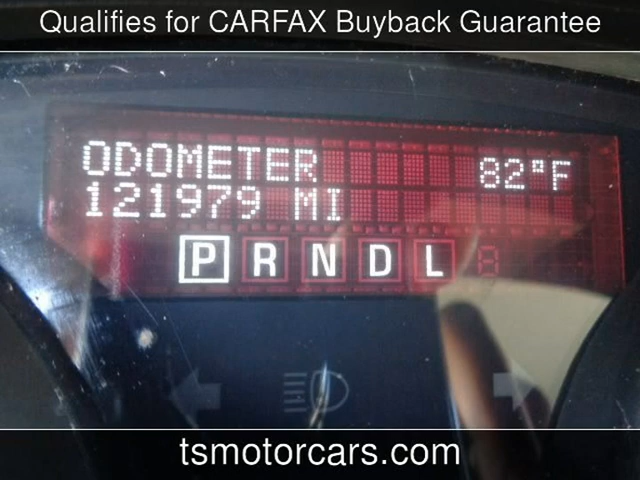 Qualifies for CARFAX Buyback Guarantee
ODOMETER 82°F
121979 MI
P R N D L
tsmotorcars.com